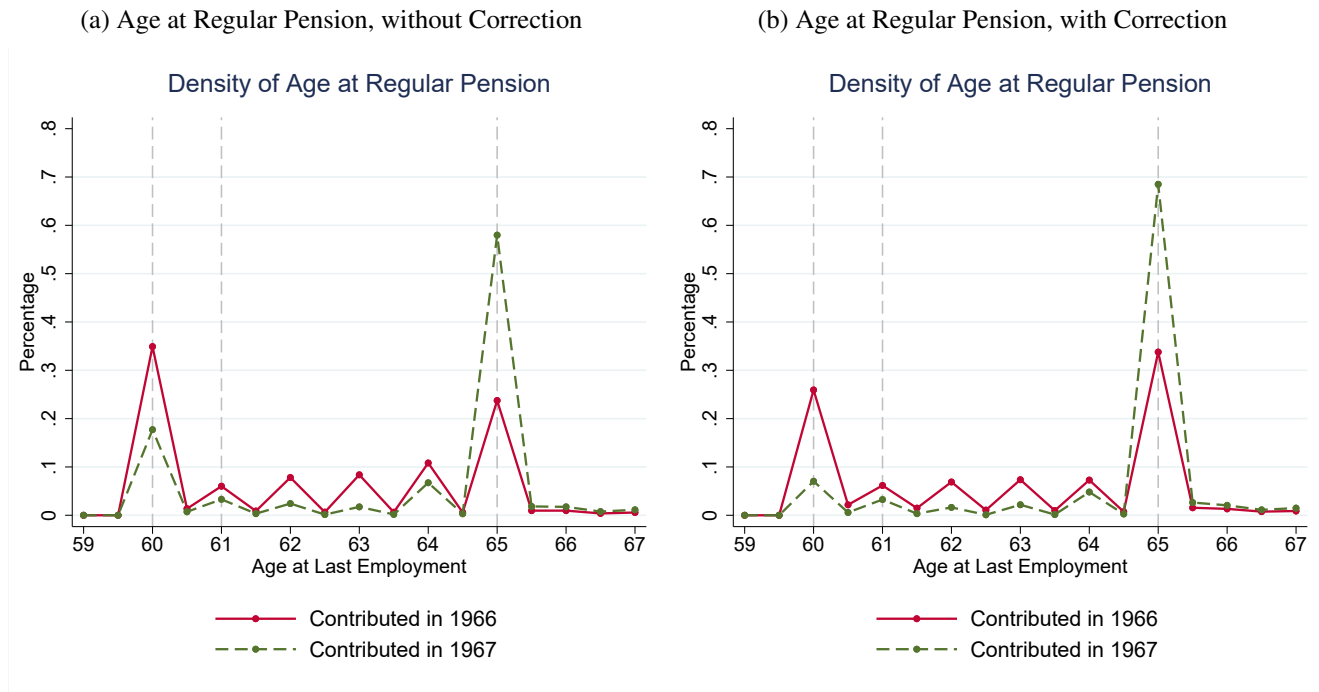 (a) Age at Regular Pension, without Correction
Density of Age at Regular Pension
Percentage
.8
.7
.6
.5
.4
.3
.2
.1
0
59 60 61 62 63 64 65 66 67
Age at Last Employment
Contributed in 1966
Contributed in 1967
(b) Age at Regular Pension, with Correction
Density of Age at Regular Pension
Percentage
.8
.7
.6
.5
.4
.3
.2
.1
0
59 60 61 62 63 64 65 66 67
Age at Last Employment
Contributed in 1966
Contributed in 1967